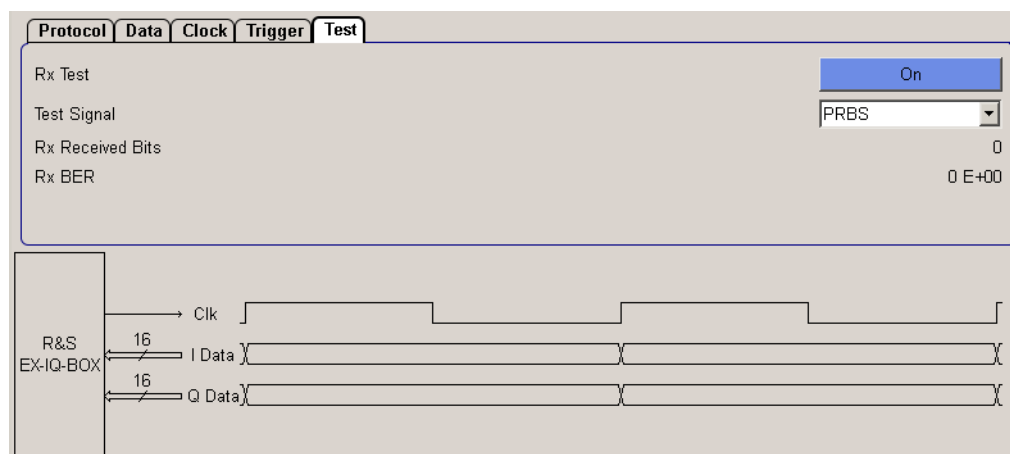 Protocol Data Clock Trigger Test
Rx Test On
Test Signal PRBS
Rx Received Bits 0
Rx BER 0 E+00
Clk
R&S
EX-IQ-BOX
16
I Data
16
Q Data